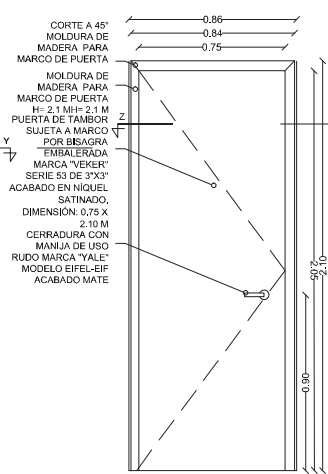 CORTE A 45°
MOLDURA DE
MADERA PARA
MARCO DE PUERTA
MOLDURA DE
MADERA PARA
MARCO DE PUERTA
H= 2.1 MH= 2.1 M
PUERTA DE TAMBOR
SUJETA A MARCO
POR BISAGRA
EMBALERADA
MARCA "VEKER"
SERIE 53 DE 3"X3"
ACABADO EN NÍQUEL
SATINADO,
DIMENSIÓN: 0,75 X
2.10 M
CERRADURA CON
MANIJA DE USO
RUDO MARCA "YALE"
MODELO EIFEL-EIF
ACABADO MATE
0.86
0.84
0.75
Z
Y
2.05
2.10
0.90